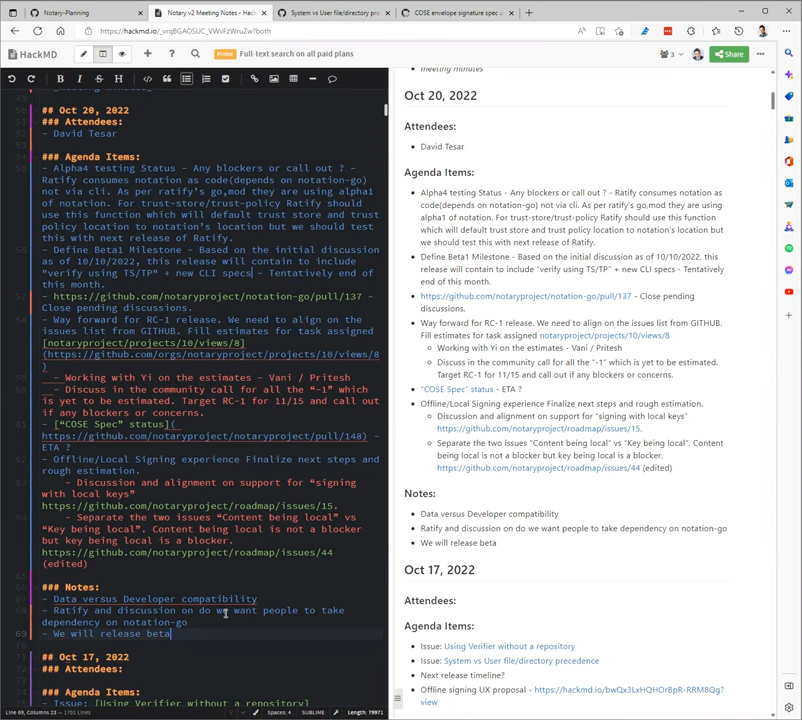 Notary-Planning
Notary v2 Meeting Notes - Hack
System vs User file/directory pre
COSE envelope signature spec u
https://hackmd.io/_vrq8GAOSUC_VWvFzWruZw?both
HackMD
Prime
Full-text search on all paid plans
3
Share
B I S H
49
50
## Oct 20, 2022
### Attendees:
- David Tesar
### Agenda Items:
- Alpha4 testing Status - Any blockers or call out ? -
Ratify consumes notation as code(depends on notation-go)
not via cli. As per ratify's go,mod they are using alpha1
of notation. For trust-store/trust-policy Ratify should
use this function which will default trust store and trust
policy location to notation's location but we should test
this with next release of Ratify.
- Define Beta1 Milestone - Based on the initial discussion
as of 10/10/2022, this release will contain to include
"verify using TS/TP" + new CLI specs - Tentatively end of
this month.
- https://github.com/notaryproject/notation-go/pull/137 -
Close pending discussions.
- Way forward for RC-1 release. We need to align on the
issues list from GITHUB. Fill estimates for task assigned
[notaryproject/projects/10/views/8]
(https://github.com/orgs/notaryproject/projects/10/views/8
)
- Working with Yi on the estimates - Vani / Pritesh
- Discuss in the community call for all the "-1" which
is yet to be estimated. Target RC-1 for 11/15 and call out
if any blockers or concerns.
- ["COSE Spec" status](
https://github.com/notaryproject/pull/148) -
ETA ?
- Offline/Local Signing experience Finalize next steps and
rough estimation.
- Discussion and alignment on support for "signing
with local keys"
https://github.com/notaryproject/roadmap/issues/15.
- Separate the two issues "Content being local" vs
"Key being local". Content being local is not a blocker
but key being local is a blocker.
https://github.com/notaryproject/roadmap/issues/44
(edited)
### Notes:
- Data versus Developer compatibility
- Ratify and discussion on do we want people to take
dependency on notation-go
- We will release beta
## Oct 17, 2022
### Attendees:
### Agenda Items:
- Issue: [Using Verifier without a repository]
Line 69, Columns 23 — 1701 Lines
Spaces: 4
SUBLIME
Length: 79971
meeting minutes
Oct 20, 2022
Attendees:
David Tesar
Agenda Items:
Alpha4 testing Status - Any blockers or call out ? - Ratify consumes notation as
code(depends on notation-go) not via cli. As per ratify's go,mod they are using
alpha1 of notation. For trust-store/trust-policy Ratify should use this function
which will default trust store and trust policy location to notation's location but
we should test this with next release of Ratify.
Define Beta1 Milestone - Based on the initial discussion as of 10/10/2022, this
release will contain to include "verify using TS/TP" + new CLI specs - Tentatively
end of this month.
https://github.com/notaryproject/notation-go/pull/137 - Close pending
discussions.
Way forward for RC-1 release. We need to align on the issues list from GITHUB.
Fill estimates for task assigned notaryproject/projects/10/views/8
Working with Yi on the estimates - Vani / Pritesh
Discuss in the community call for all the "-1" which is yet to be estimated.
Target RC-1 for 11/15 and call out if any blockers or concerns.
"COSE Spec" status - ETA ?
Offline/Local Signing experience Finalize next steps and rough estimation.
Discussion and alignment on support for "signing with local keys"
https://github.com/notaryproject/roadmap/issues/15.
Separate the two issues "Content being local" vs "Key being local". Content
being local is not a blocker but key being local is a blocker.
https://github.com/notaryproject/roadmap/issues/44 (edited)
Notes:
Data versus Developer compatibility
Ratify and discussion on do we want people to take dependency on notation-go
We will release beta
Oct 17, 2022
Attendees:
Agenda Items:
Issue: Using Verifier without a repository
Issue: System vs User file/directory precedence
Next release timeline?
Offline signing UX proposal - https://hackmd.io/bwQx3LxHQHOrBpR-RRM8Qg?
view